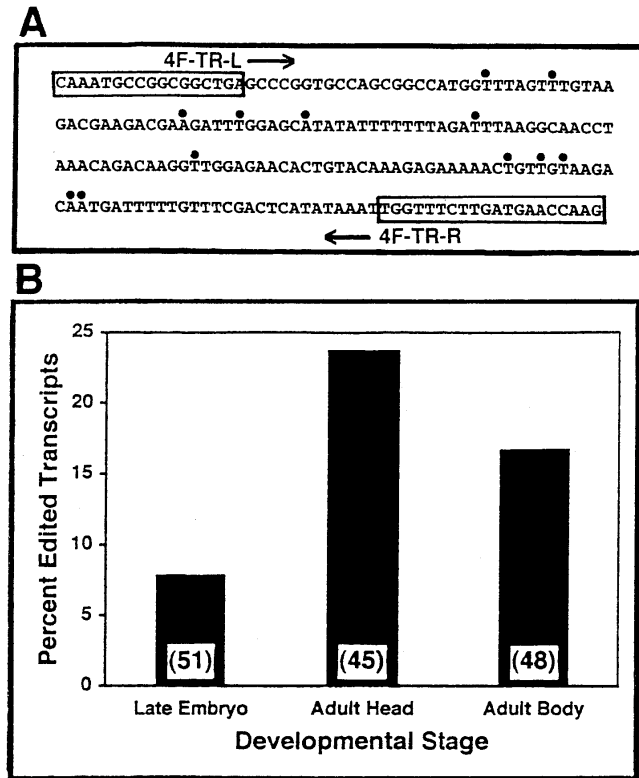 A
4F-TR-L
CAAATGCCGGCGGCTGAGCCCGGTGCCAGCGGCCATGGTTTAGTTTGTAA
GACGAAGACGAAGATTTGGAGCATATATTTTTTTAGATTTAAGGCAACCT
AAACAGACAAGGTTGGAGAACACTGTACAAAGAGAAAAACTGTTGTAAGA
CAATGATTTTTGTTTCGACTCATATAAATTGGTTTCTTGATGAACCAAG
4F-TR-R
B
Percent Edited Transcripts
25
20
15
10
5
0
(51)
(45)
(48)
Late Embryo
Adult Head
Adult Body
Developmental Stage